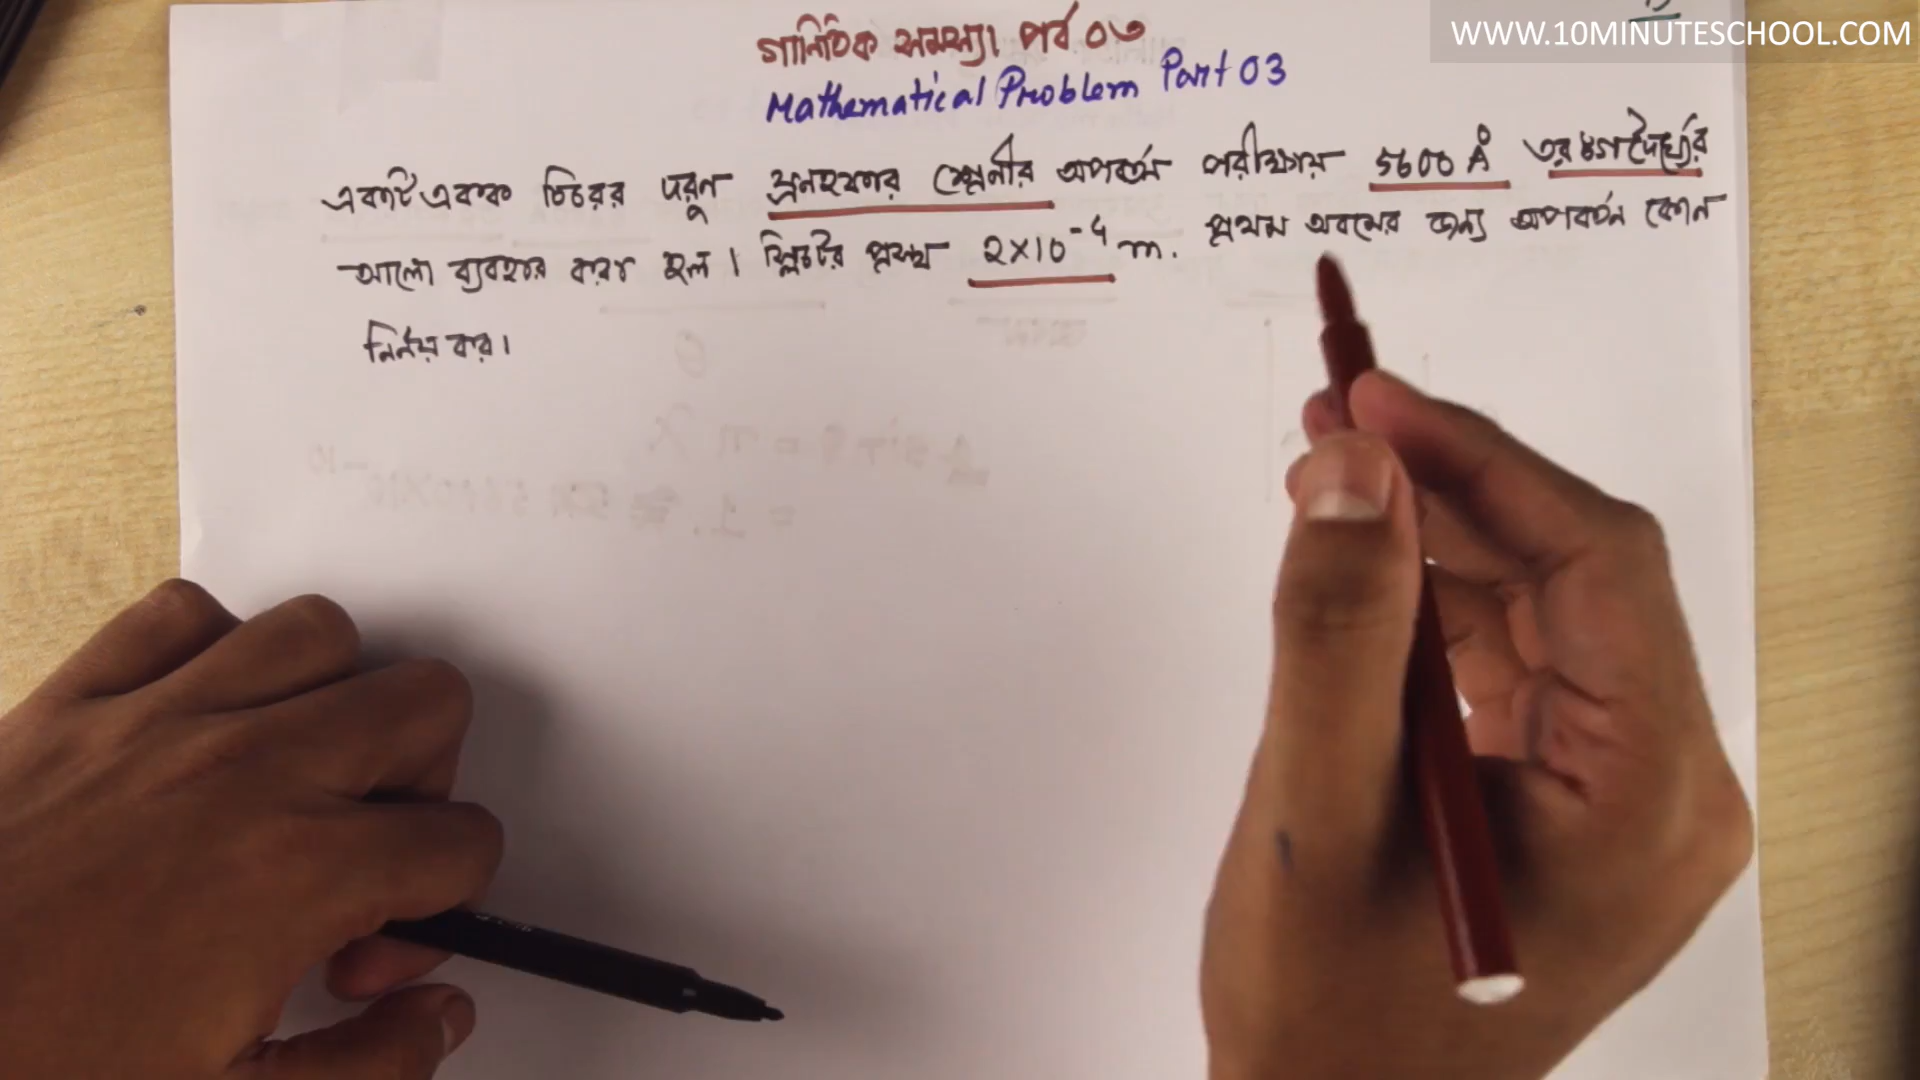 WWW.10MINUTESCHOOL.COM
গানিতিক সমস্যা পর্ব ০৩
Mathematical Problem Part 03
একটি একক চিরের দরুণ ফ্রনহফার শ্রেনীর অপবর্তন পরীক্ষায় 5600 Å তরঙ্গদৈর্ঘ্যের
আলো ব্যবহার করা হল। স্লিটের প্রস্থ 2×10⁻⁴ m. প্রথম অবমের জন্য অপবর্তন কোন
নির্নয় কর।